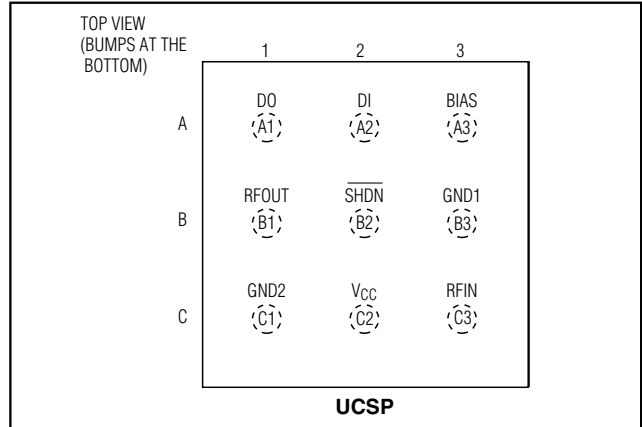 TOP VIEW
(BUMPS AT THE
BOTTOM)
1 2 3
DO DI BIAS
A A1 A2 A3
RFOUT SHDN GND1
B B1 B2 B3
GND2 VCC RFIN
C C1 C2 C3
UCSP